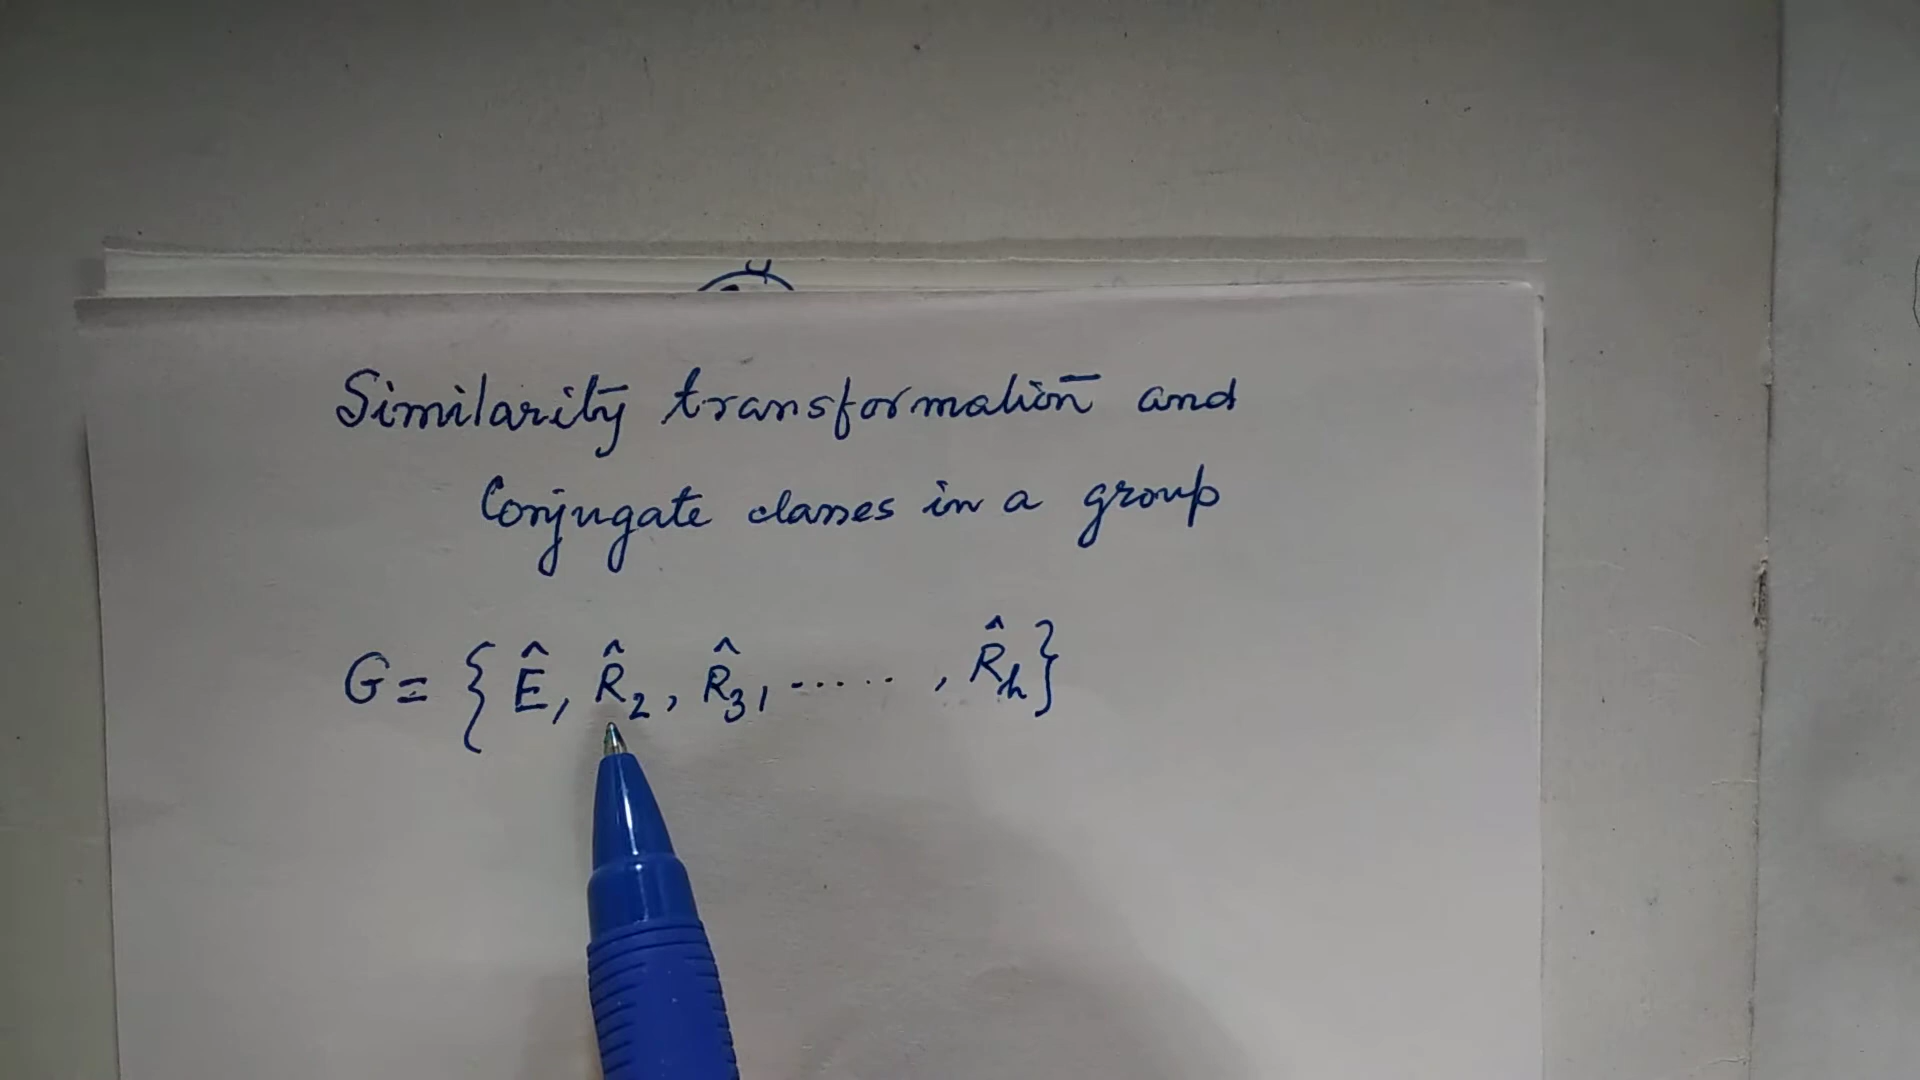 Similarity transformation and
Conjugate classes in a group
G = { Ê, R̂₂, R̂₃, ......, R̂ₕ}